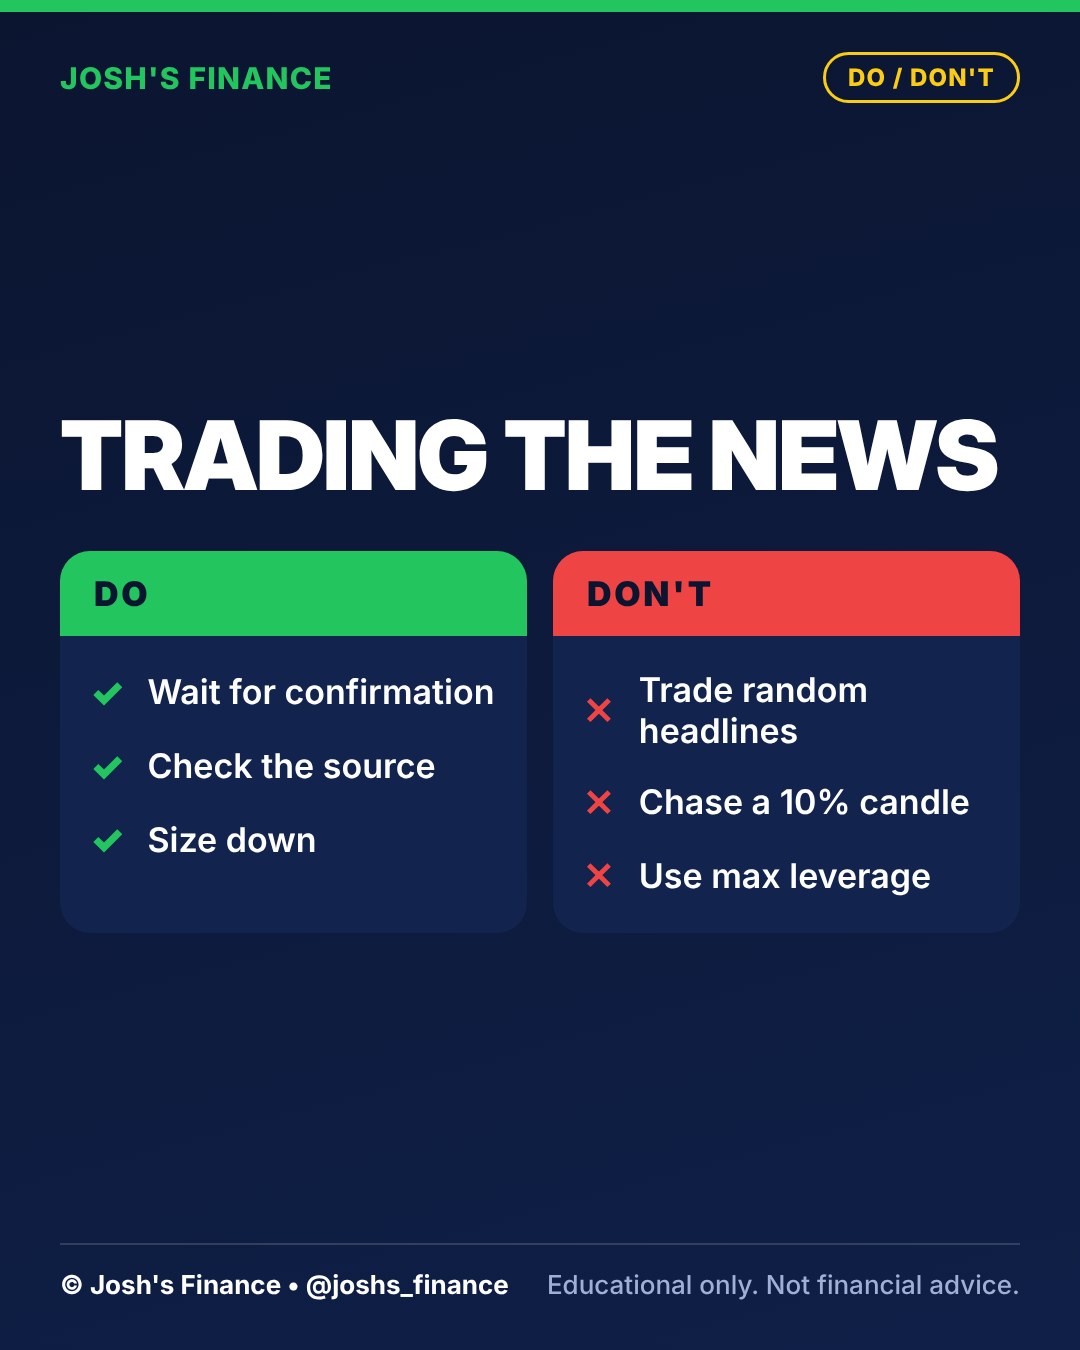 JOSH'S FINANCE
DO / DON'T
TRADING THE NEWS
DO
Wait for confirmation
Check the source
Size down
DON'T
Trade random
headlines
Chase a 10% candle
Use max leverage
© Josh's Finance • @joshs_finance
Educational only. Not financial advice.